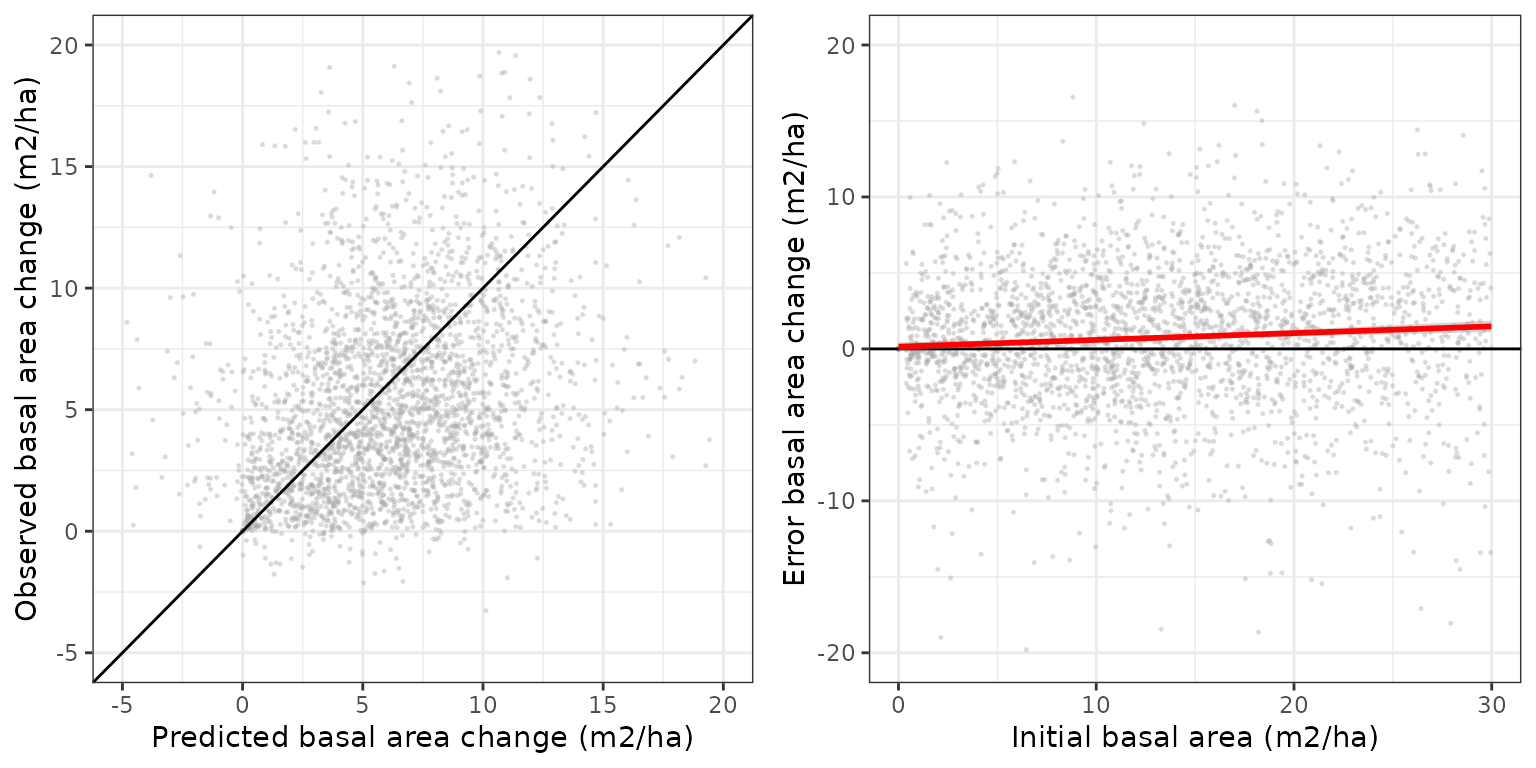 Observed basal area change (m2/ha)
20
15
10
5
0
-5
-5 0 5 10 15 20
Predicted basal area change (m2/ha)
Error basal area change (m2/ha)
20
10
0
-10
-20
0 10 20 30
Initial basal area (m2/ha)